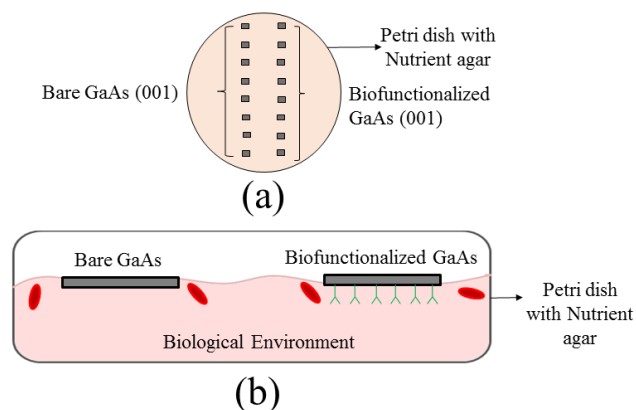 Petri dish with
Nutrient agar
Bare GaAs (001)
Biofunctionalized
GaAs (001)
(a)
Bare GaAs
Biofunctionalized GaAs
Petri dish
with Nutrient
agar
Biological Environment
(b)